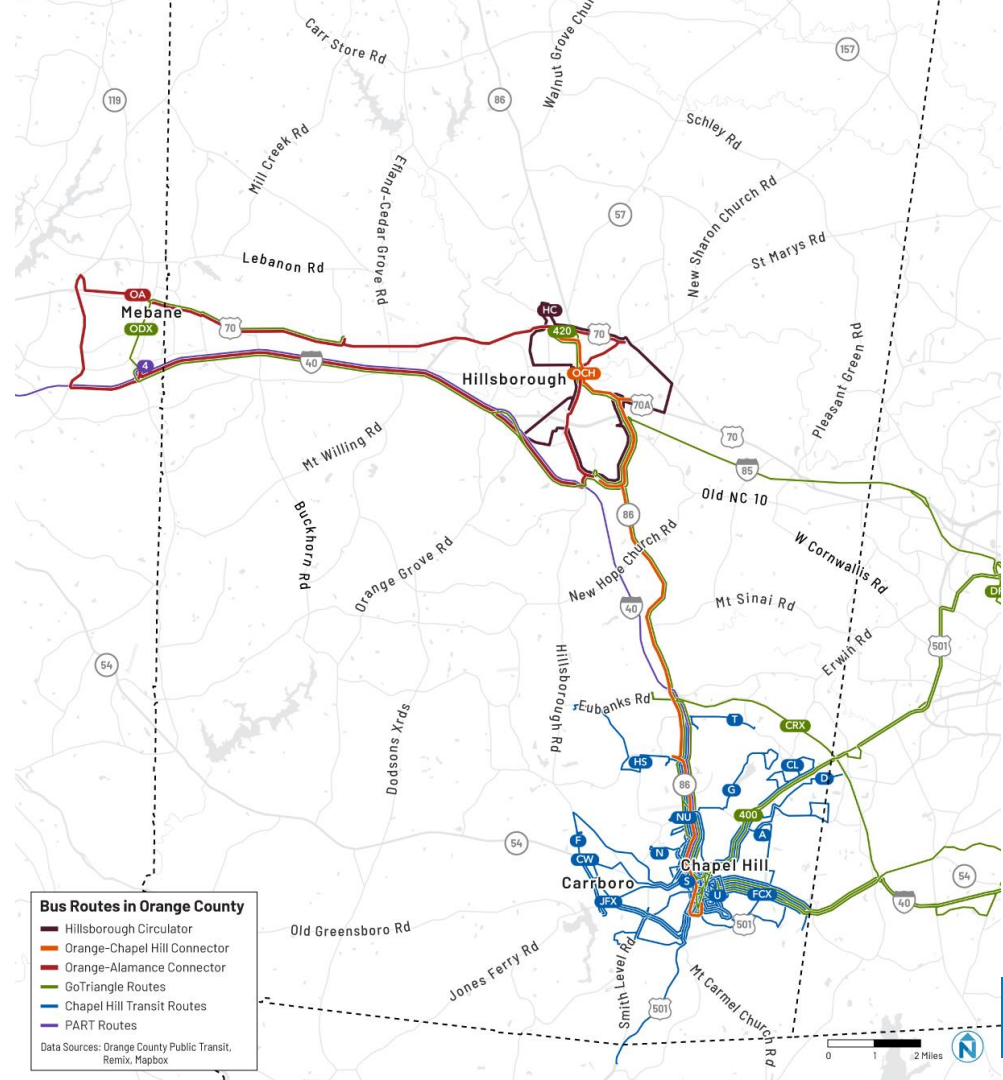 Carr Store Rd
157
119
86
Schley Rd
Mill Creek Rd
Efland-Cedar Grove Rd
57
New Sharon Church Rd
St Marys Rd
Lebanon Rd
OA
Mebane
HC
70
420
70
ODX
4
40
Hillsborough
OCH
Pleasant Green Rd
70A
Mt Willing Rd
70
85
Old NC 10
Buckhorn Rd
86
Orange Grove Rd
New Hope Church Rd
W Cornwallis Rd
40
Mt Sinai Rd
Erwin Rd
501
54
Hillsborough Rd
Eubanks Rd
T
CRX
Dodsons Xrds
HS
CL
D
86
G
NU
400
54
F
A
N
CW
Chapel Hill
Carrboro
S
U
FCX
54
JFX
40
501
Old Greensboro Rd
Jones Ferry Rd
Smith Level Rd
Mt Carmel Church Rd
501
Bus Routes in Orange County
Hillsborough Circulator
Orange-Chapel Hill Connector
Orange-Alamance Connector
GoTriangle Routes
Chapel Hill Transit Routes
PART Routes
Data Sources: Orange County Public Transit,
Remix, Mapbox
0 1 2 Miles
N